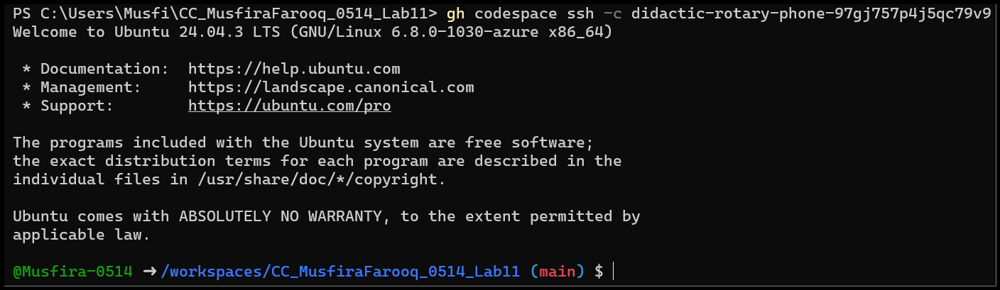 PS C:\Users\Musfi\CC_MusfiraFarooq_0514_Lab11> gh codespace ssh -c didactic-rotary-phone-97gj757p4j5qc79v9
Welcome to Ubuntu 24.04.3 LTS (GNU/Linux 6.8.0-1030-azure x86_64)
* Documentation:  https://help.ubuntu.com
* Management:     https://landscape.canonical.com
* Support:        https://ubuntu.com/pro
The programs included with the Ubuntu system are free software;
the exact distribution terms for each program are described in the
individual files in /usr/share/doc/*/copyright.
Ubuntu comes with ABSOLUTELY NO WARRANTY, to the extent permitted by
applicable law.
@Musfira-0514 ➜ /workspaces/CC_MusfiraFarooq_0514_Lab11 (main) $